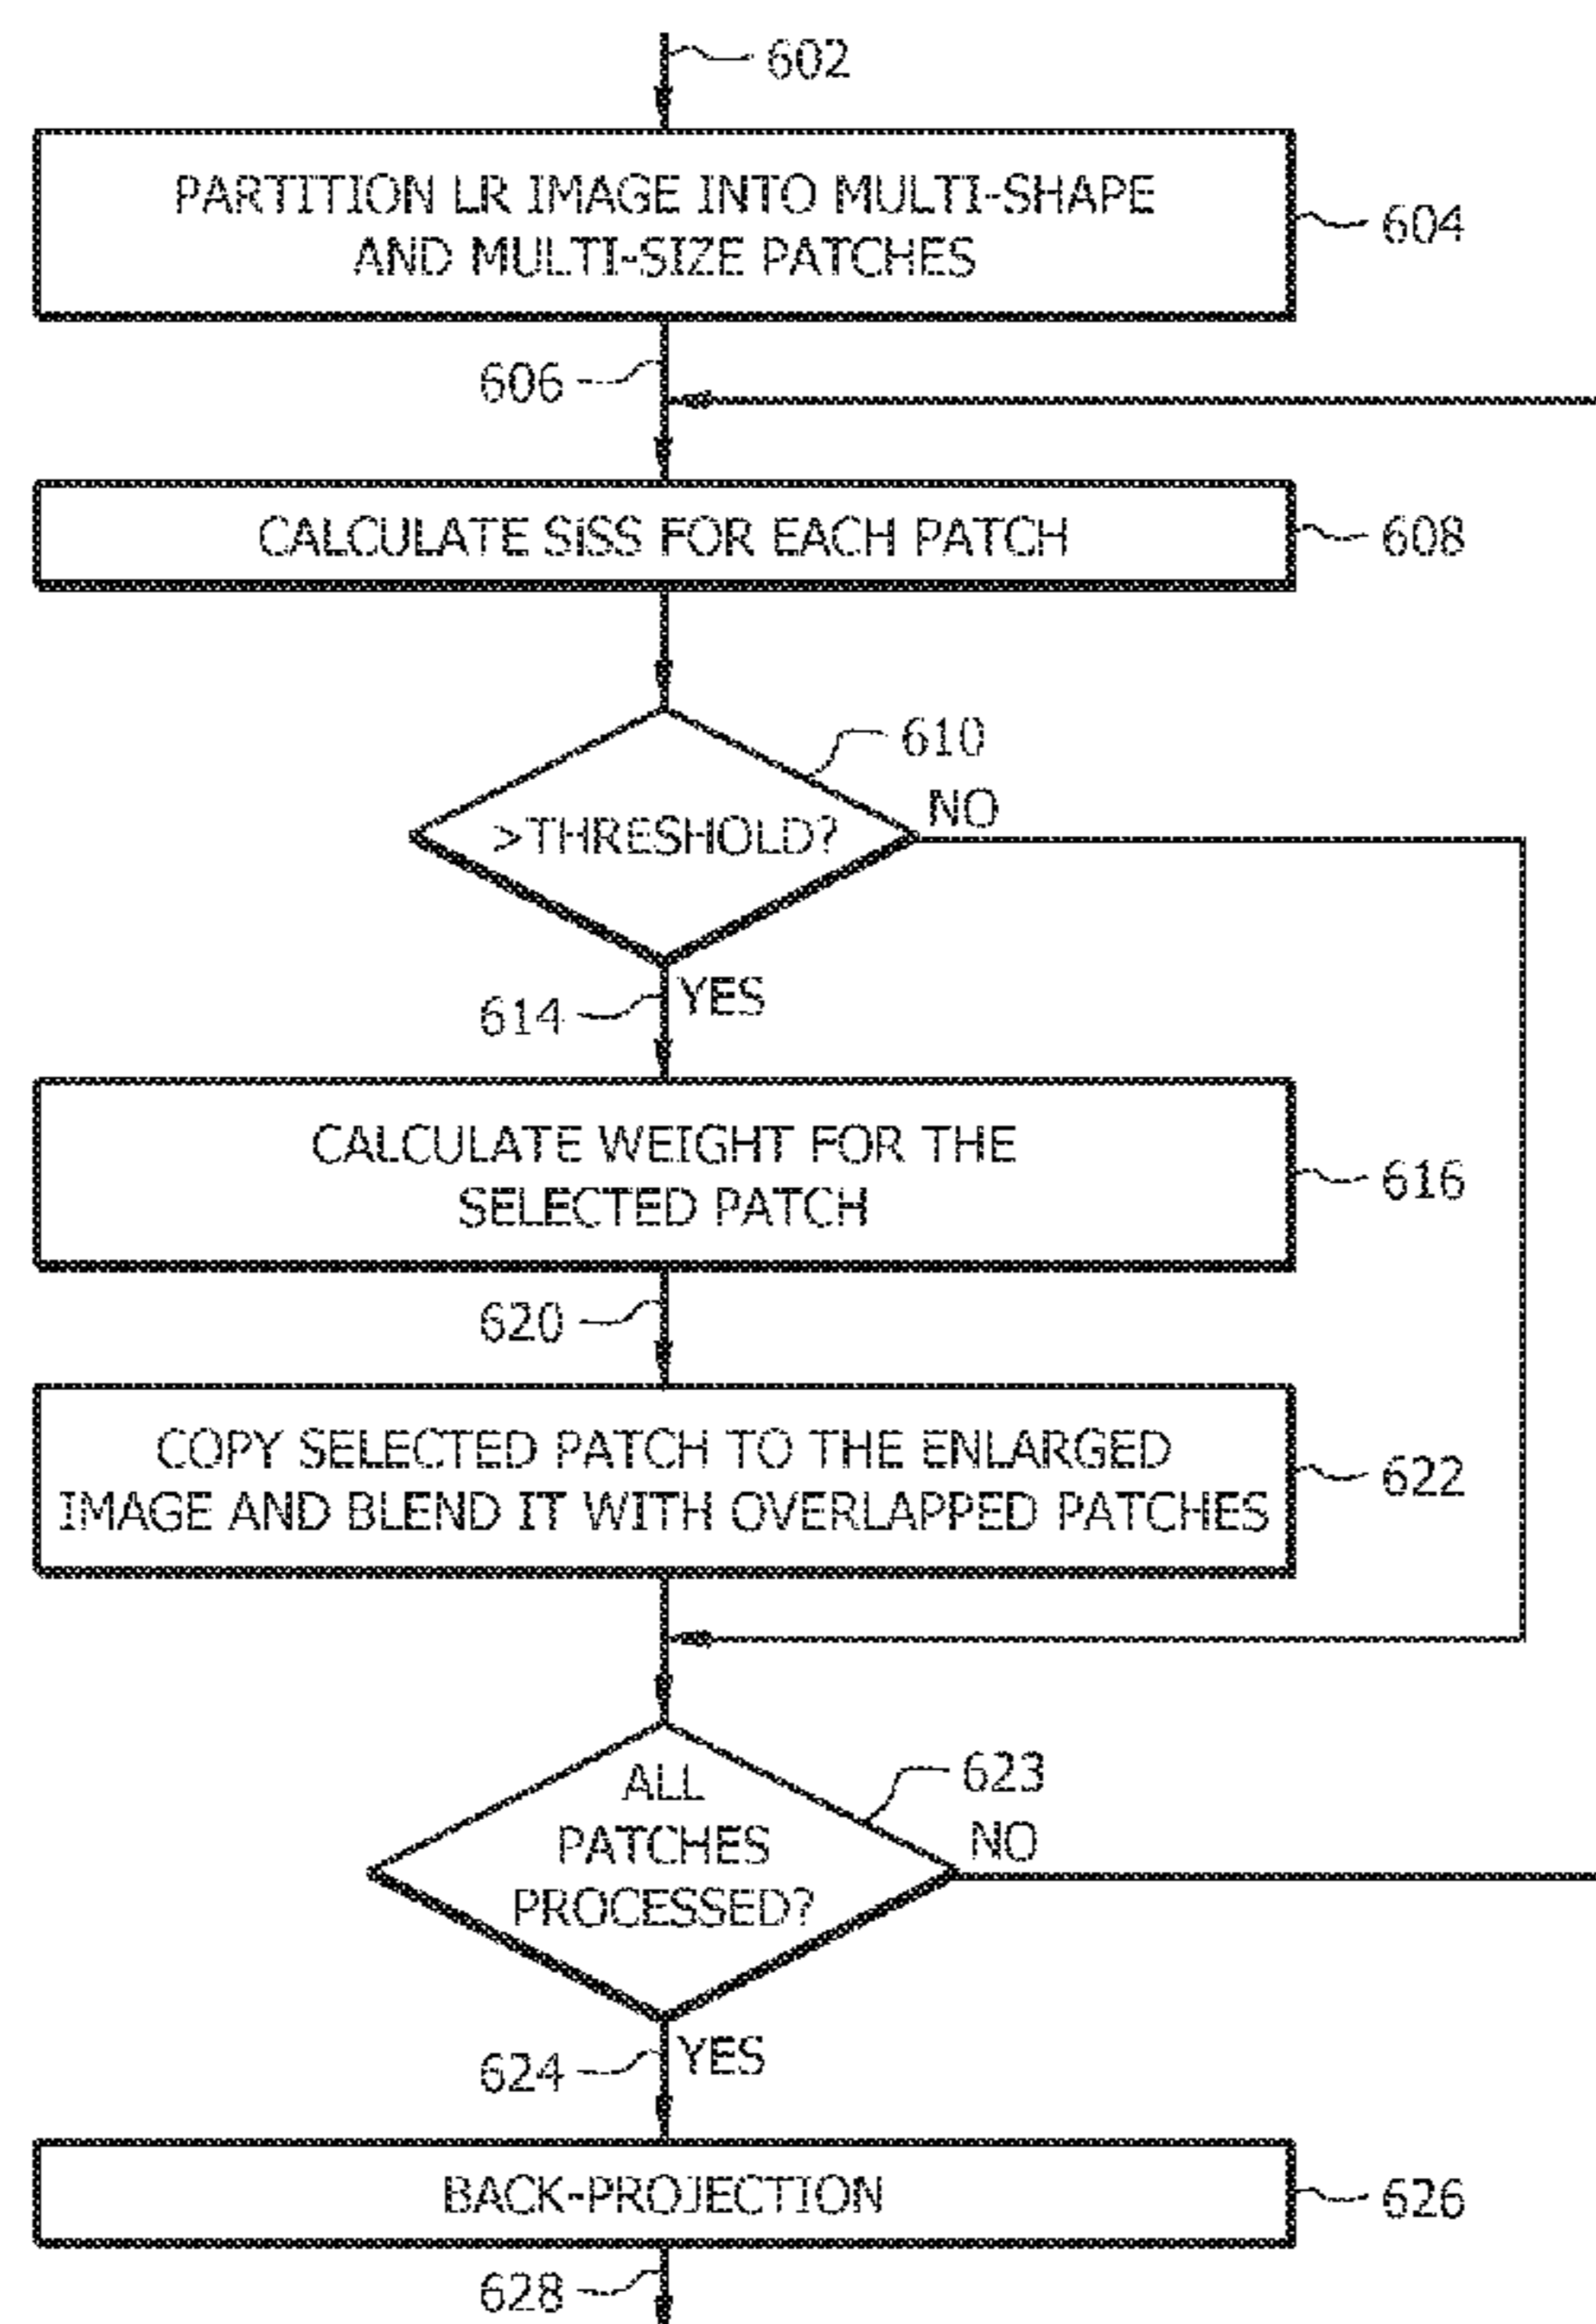 602
PARTITION LR IMAGE INTO MULTI-SHAPE
AND MULTI-SIZE PATCHES
604
606
CALCULATE SiSS FOR EACH PATCH
608
610
NO
>THRESHOLD?
YES
614
CALCULATE WEIGHT FOR THE
SELECTED PATCH
616
620
COPY SELECTED PATCH TO THE ENLARGED
IMAGE AND BLEND IT WITH OVERLAPPED PATCHES
622
623
ALL
PATCHES
PROCESSED?
NO
YES
624
BACK-PROJECTION
626
628